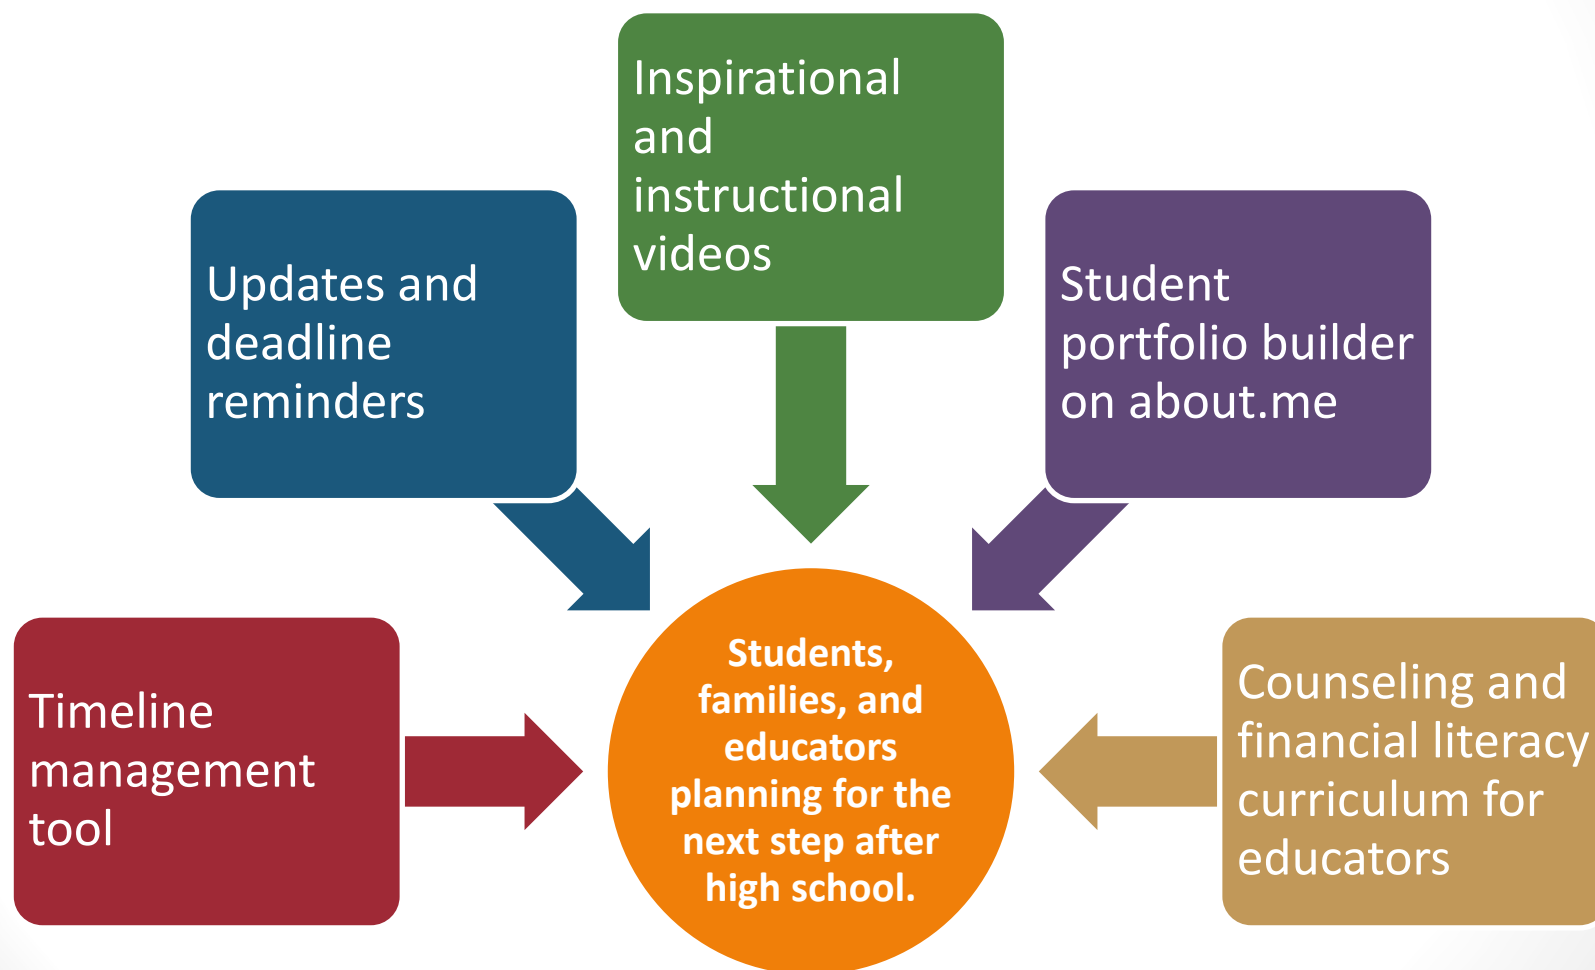 Inspirational
and
instructional
videos
Updates and
deadline
reminders
Student
portfolio builder
on about.me
Timeline
management
tool
Students,
families, and
educators
planning for the
next step after
high school.
Counseling and
financial literacy
curriculum for
educators